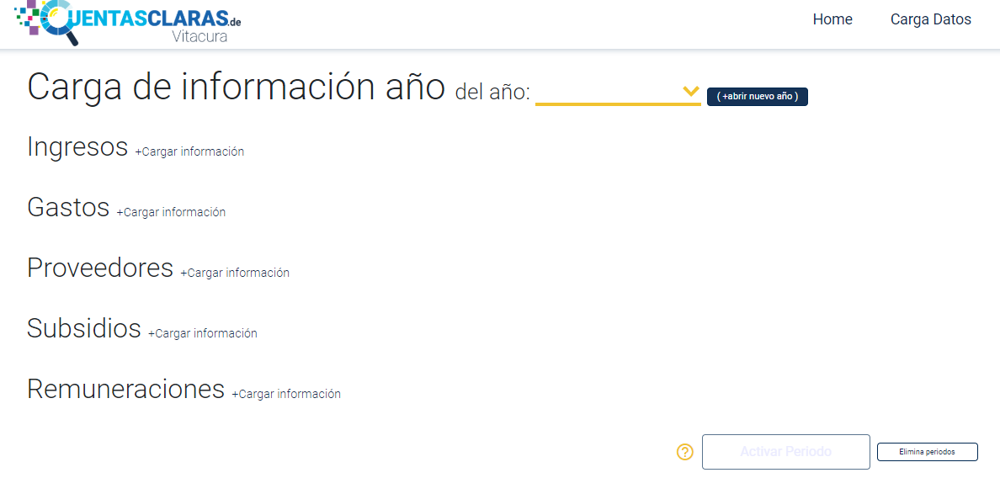 CUENTASCLARAS.de
Vitacura
Home
Carga Datos
Carga de información año del año:
( +abrir nuevo año )
Ingresos +Cargar información
Gastos +Cargar información
Proveedores +Cargar información
Subsidios +Cargar información
Remuneraciones +Cargar información
? Activar Periodo Elimina periodos